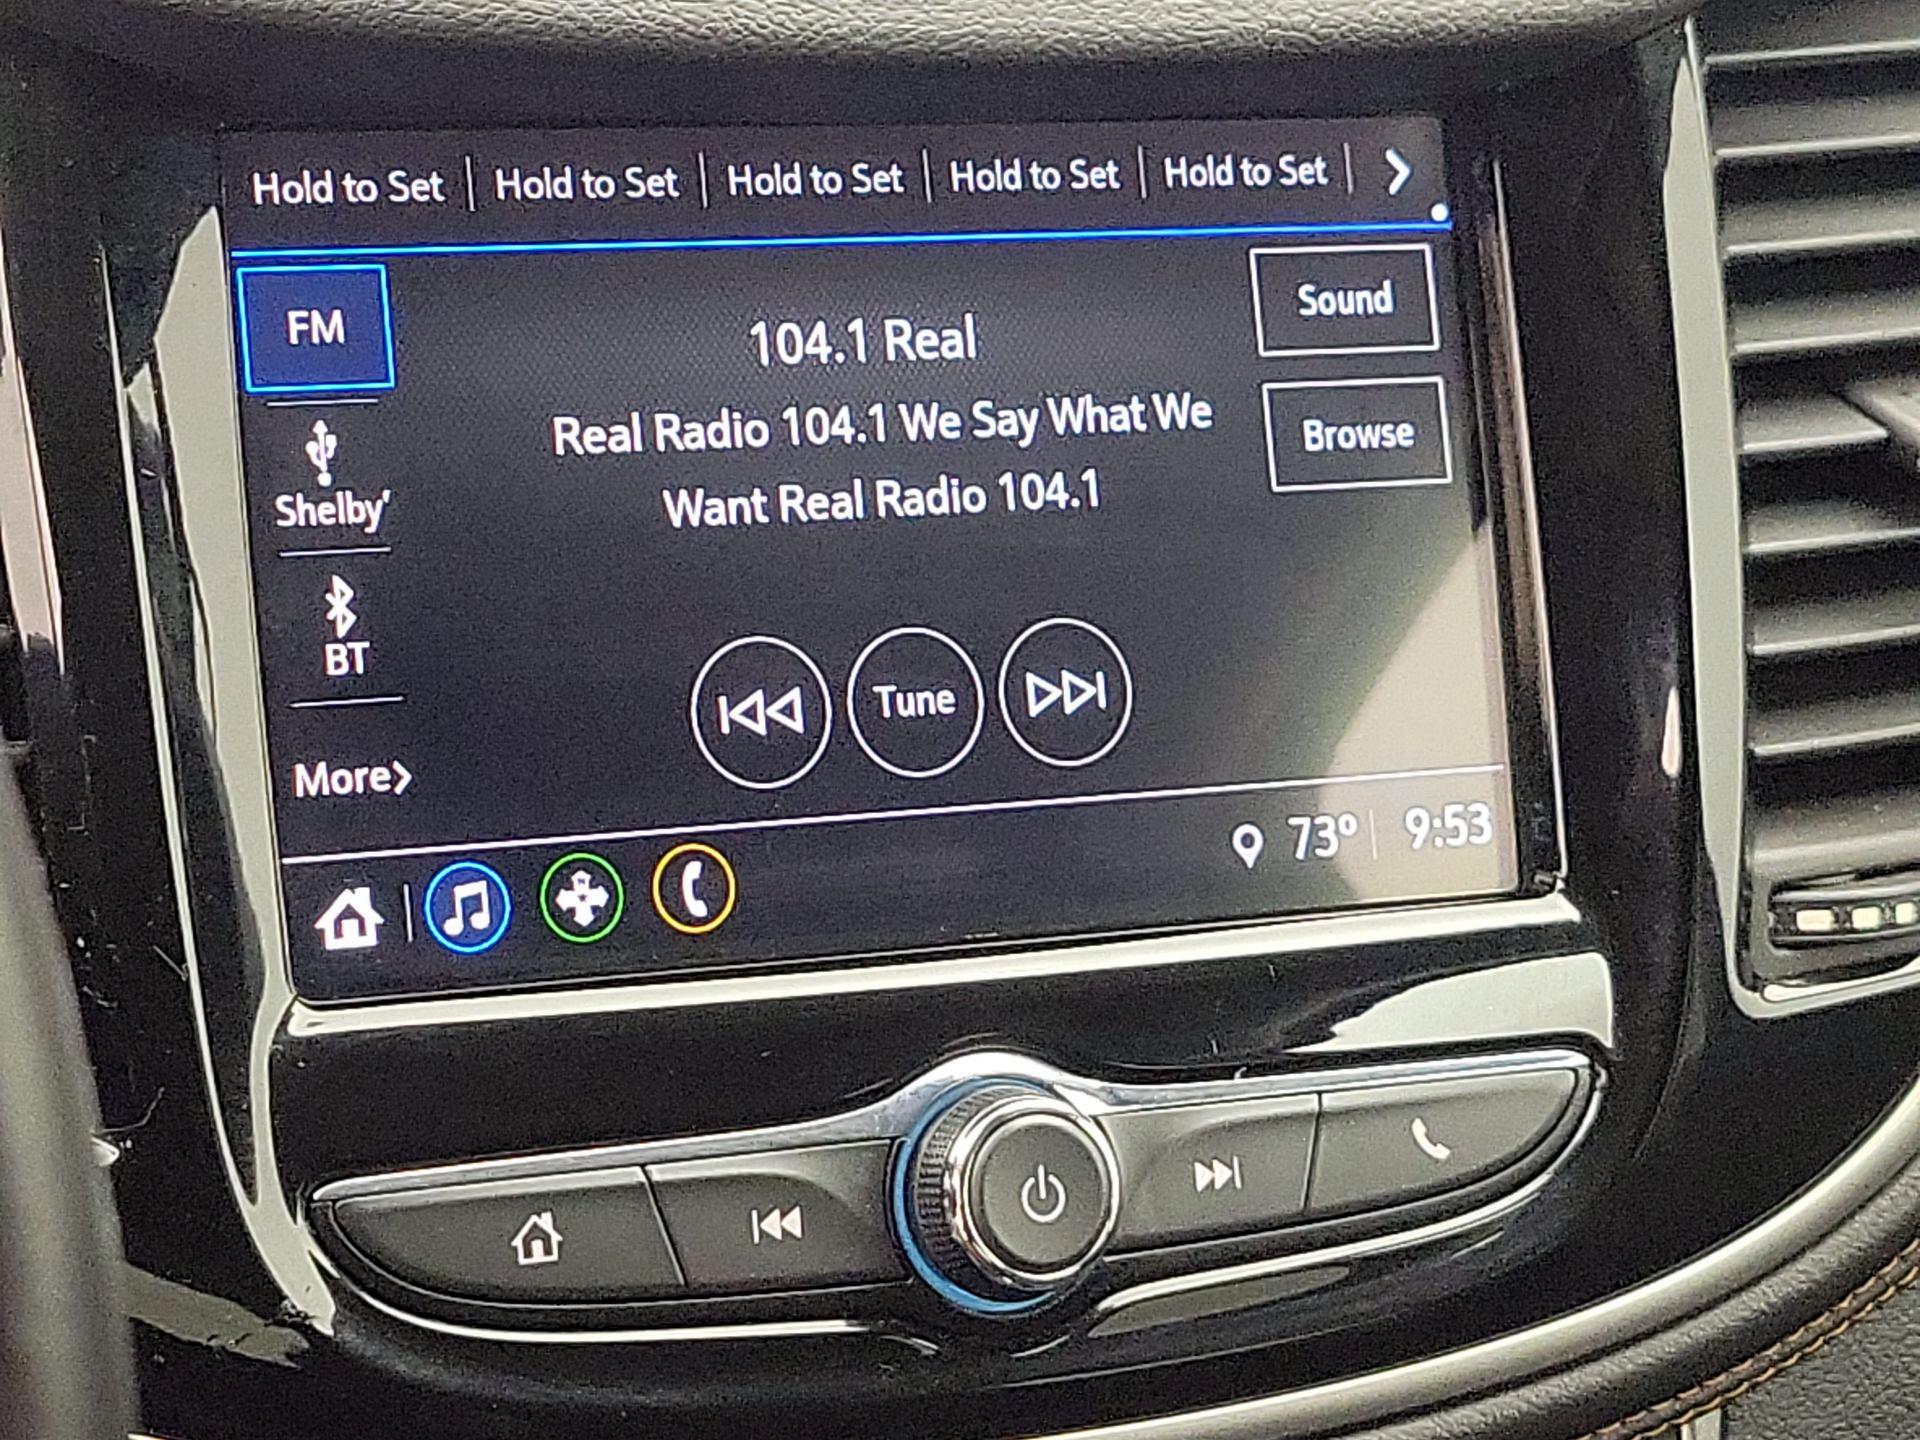 Hold to Set Hold to Set Hold to Set Hold to Set Hold to Set
FM
104.1 Real
Sound
Real Radio 104.1 We Say What We
Want Real Radio 104.1
Browse
Shelby'
BT
Tune
More>
73° 9:53